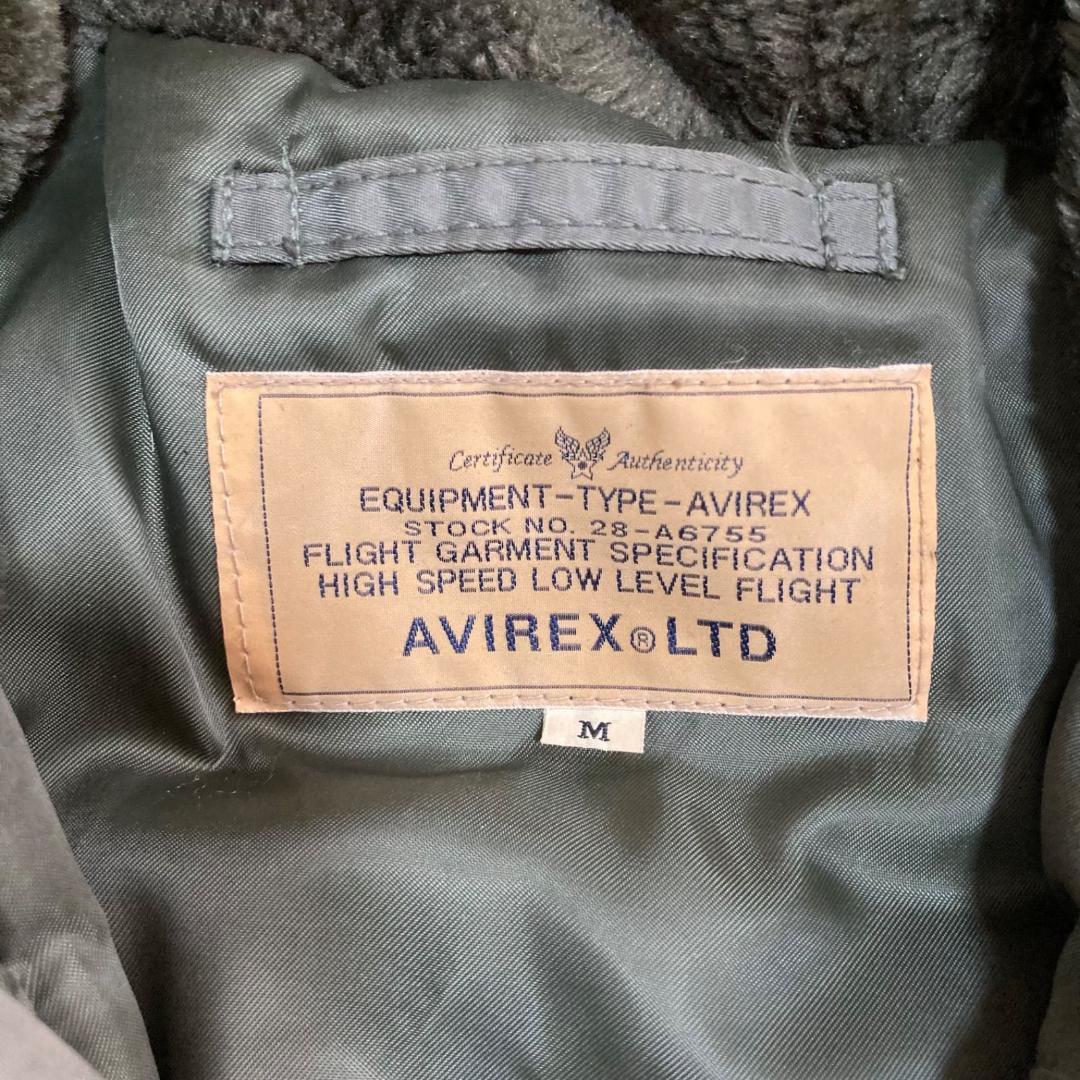 Certificate Authenticity
EQUIPMENT-TYPE-AVIREX
STOCK NO. 28-A6755
FLIGHT GARMENT SPECIFICATION
HIGH SPEED LOW LEVEL FLIGHT
AVIREX®LTD
M